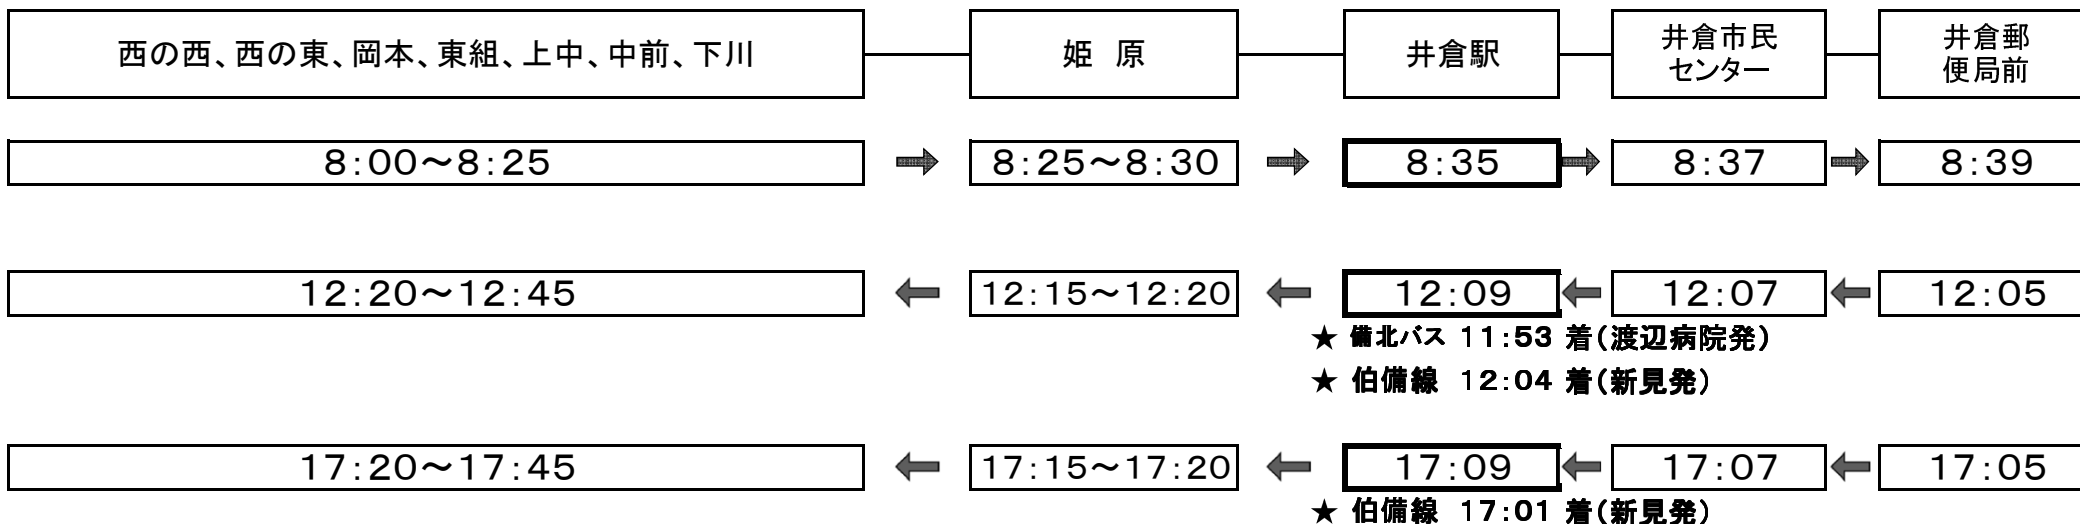 西の西、西の東、岡本、東組、上中、中前、下川
姫 原
井倉駅
井倉市民
センター
井倉郵
便局前
8:00～8:25
8:25～8:30
8:35
8:37
8:39
12:20～12:45
12:15～12:20
12:09
12:07
12:05
★ 備北バス 11:53 着(渡辺病院発)
★ 伯備線 12:04 着(新見発)
17:20～17:45
17:15～17:20
17:09
17:07
17:05
★ 伯備線 17:01 着(新見発)